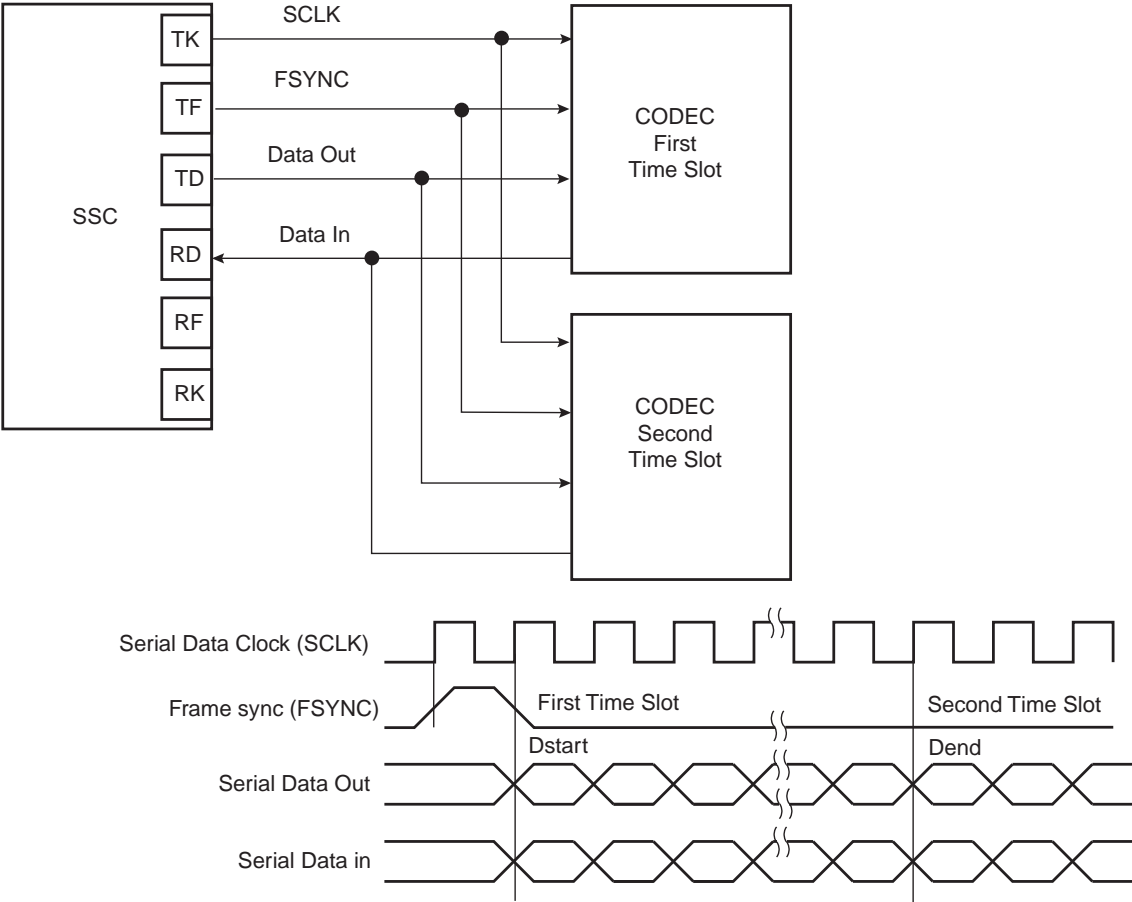 SCLK
TK
FSYNC
TF
CODEC
First
Time Slot
Data Out
TD
SSC
Data In
RD
RF
RK
CODEC
Second
Time Slot
Serial Data Clock (SCLK)
Frame sync (FSYNC)
First Time Slot
Second Time Slot
Dstart
Dend
Serial Data Out
Serial Data in